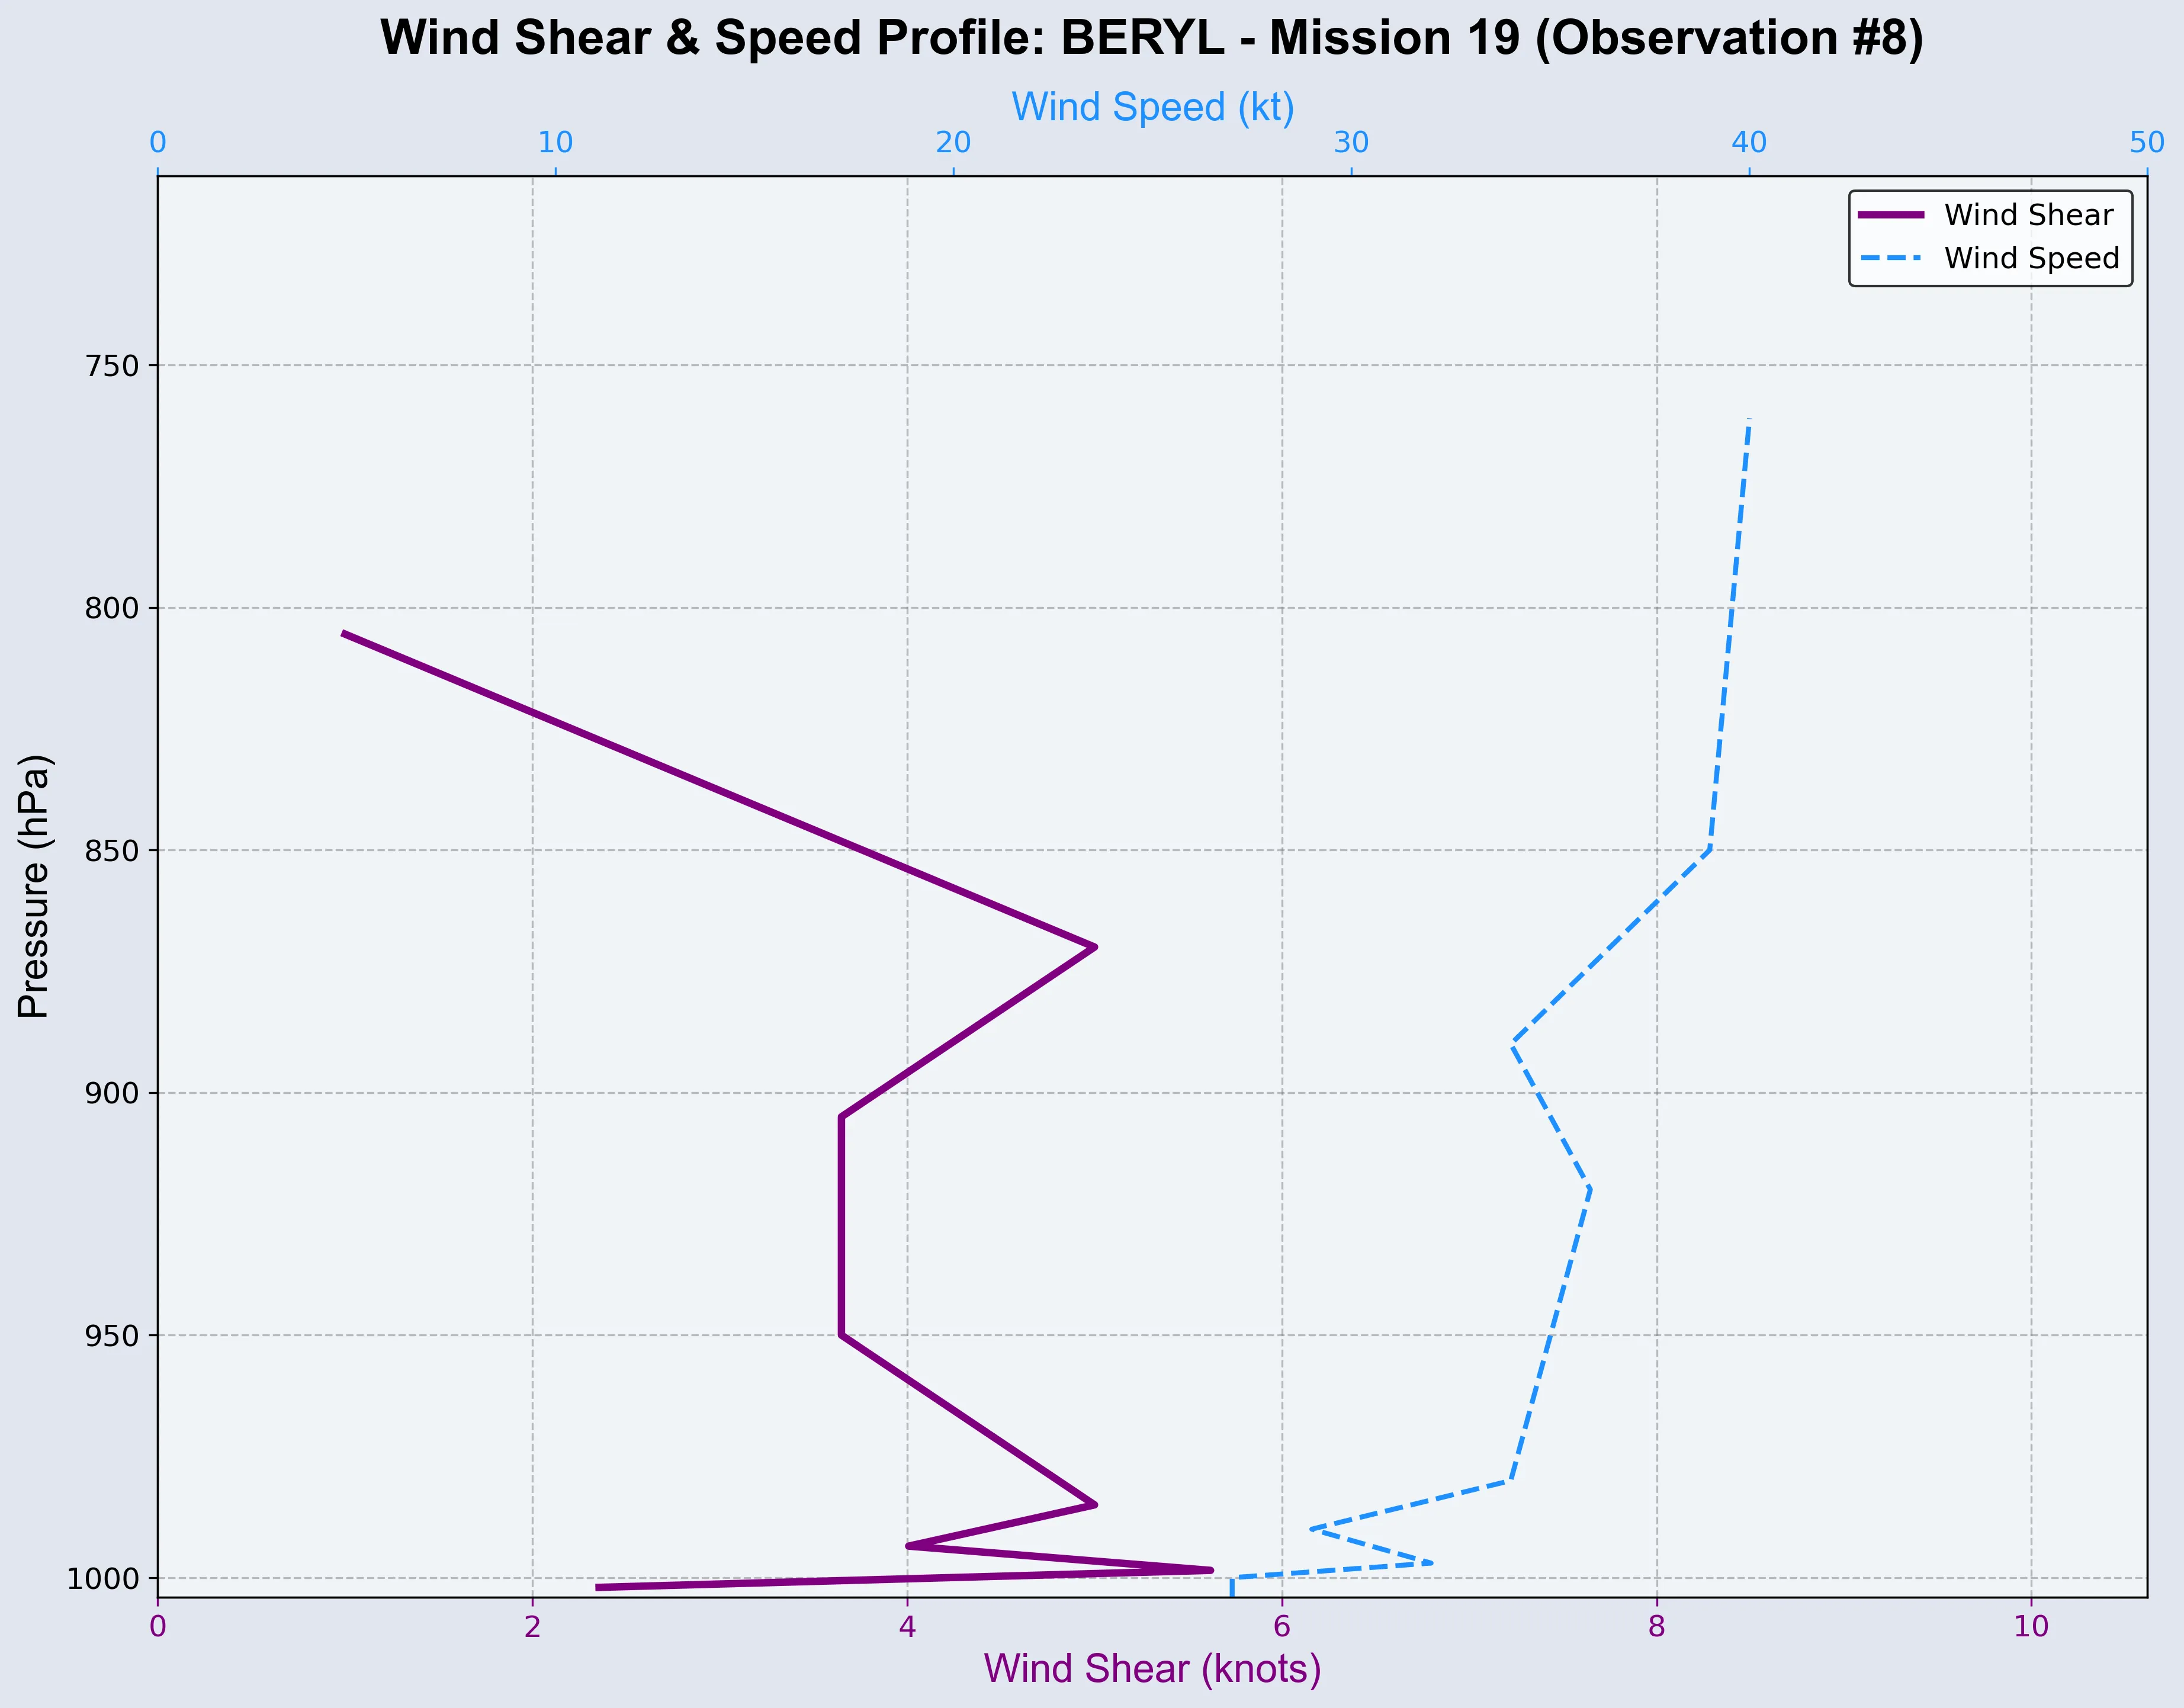 Wind Shear & Speed Profile: BERYL - Mission 19 (Observation #8)
Wind Speed (kt)
0 10 20 30 40 50
Wind Shear
Wind Speed
750
800
850
900
950
1000
Pressure (hPa)
0 2 4 6 8 10
Wind Shear (knots)